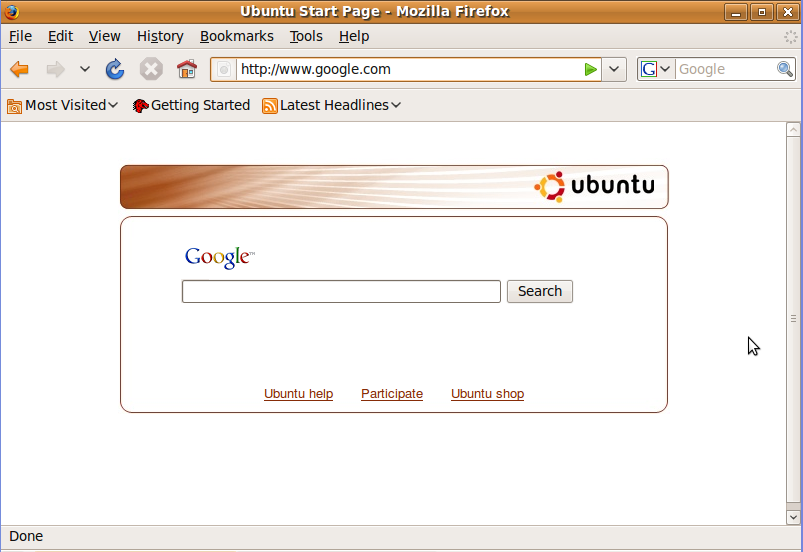 Ubuntu Start Page - Mozilla Firefox
File Edit View History Bookmarks Tools Help
http://www.google.com G Google
Most Visited Getting Started Latest Headlines
ubuntu
Google™
Search
Ubuntu help Participate Ubuntu shop
Done